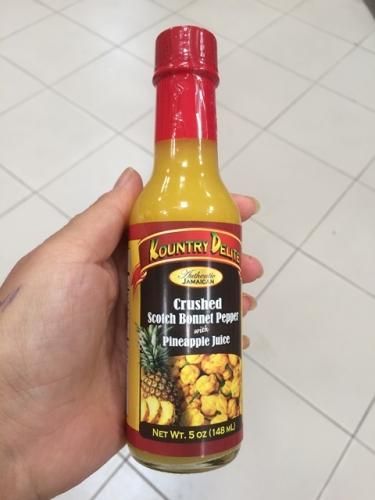 KOUNTRY DELITE
Authentic
JAMAICAN
Crushed
Scotch Bonnet Pepper
with
Pineapple Juice
NET WT. 5 OZ (148 ML)